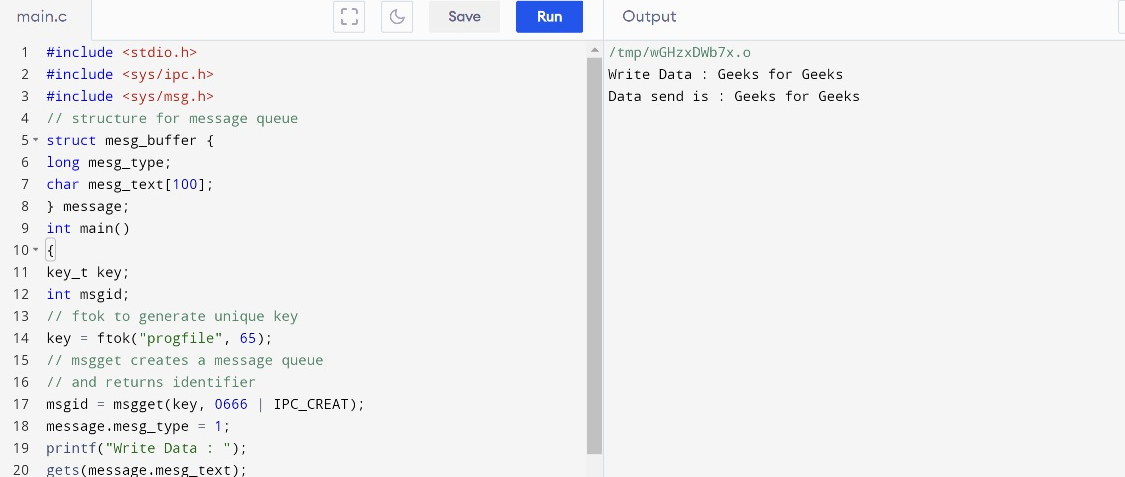 main.c Save Run Output
1 #include <stdio.h>
2 #include <sys/ipc.h>
3 #include <sys/msg.h>
4 // structure for message queue
5 struct mesg_buffer {
6 long mesg_type;
7 char mesg_text[100];
8 } message;
9 int main()
10 {
11 key_t key;
12 int msgid;
13 // ftok to generate unique key
14 key = ftok("progfile", 65);
15 // msgget creates a message queue
16 // and returns identifier
17 msgid = msgget(key, 0666 | IPC_CREAT);
18 message.mesg_type = 1;
19 printf("Write Data : ");
20 gets(message.mesg_text);
/tmp/wGHzxDWb7x.o
Write Data : Geeks for Geeks
Data send is : Geeks for Geeks